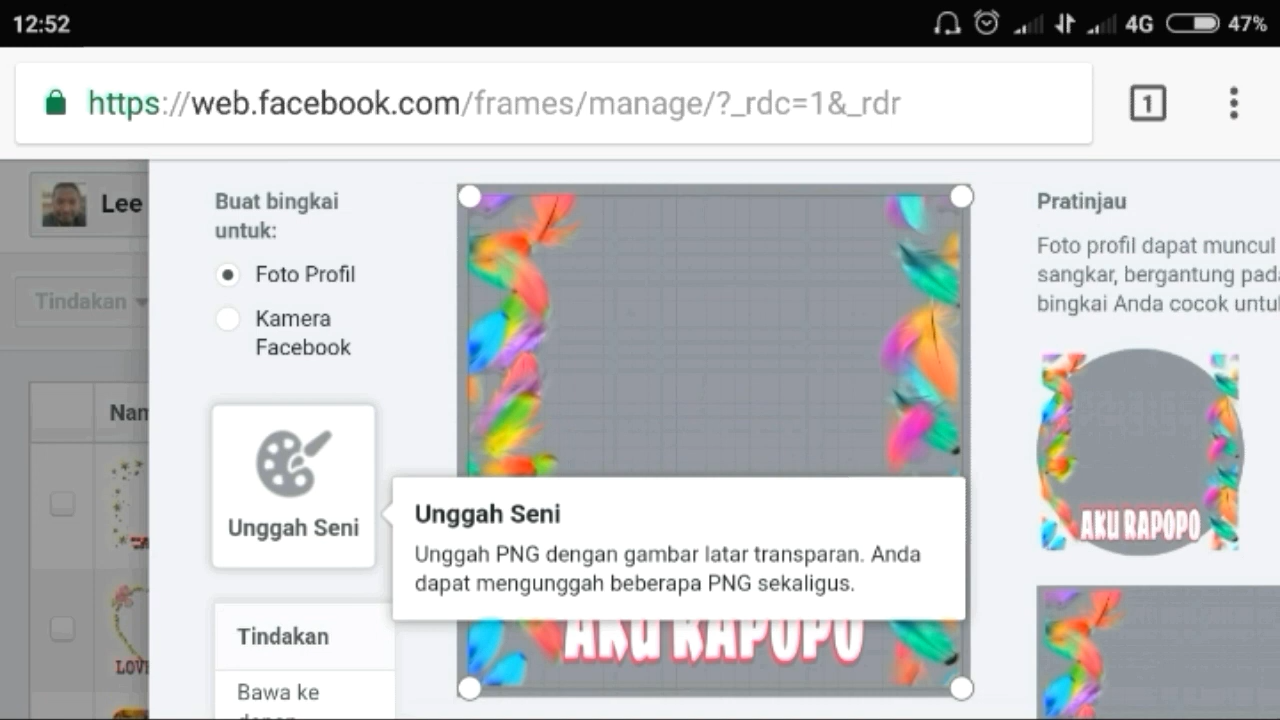 12:52
4G
47%
https://web.facebook.com/frames/manage/?_rdc=1&_rdr
1
Lee
Tindakan
Nam
LOVE
Buat bingkai
untuk:
Foto Profil
Kamera
Facebook
Unggah Seni
Tindakan
Bawa ke
depan
Unggah Seni
Unggah PNG dengan gambar latar transparan. Anda
dapat mengunggah beberapa PNG sekaligus.
AKU RAPOPO
Pratinjau
Foto profil dapat muncul
sangkar, bergantung pada
bingkai Anda cocok untuk
AKU RAPOPO